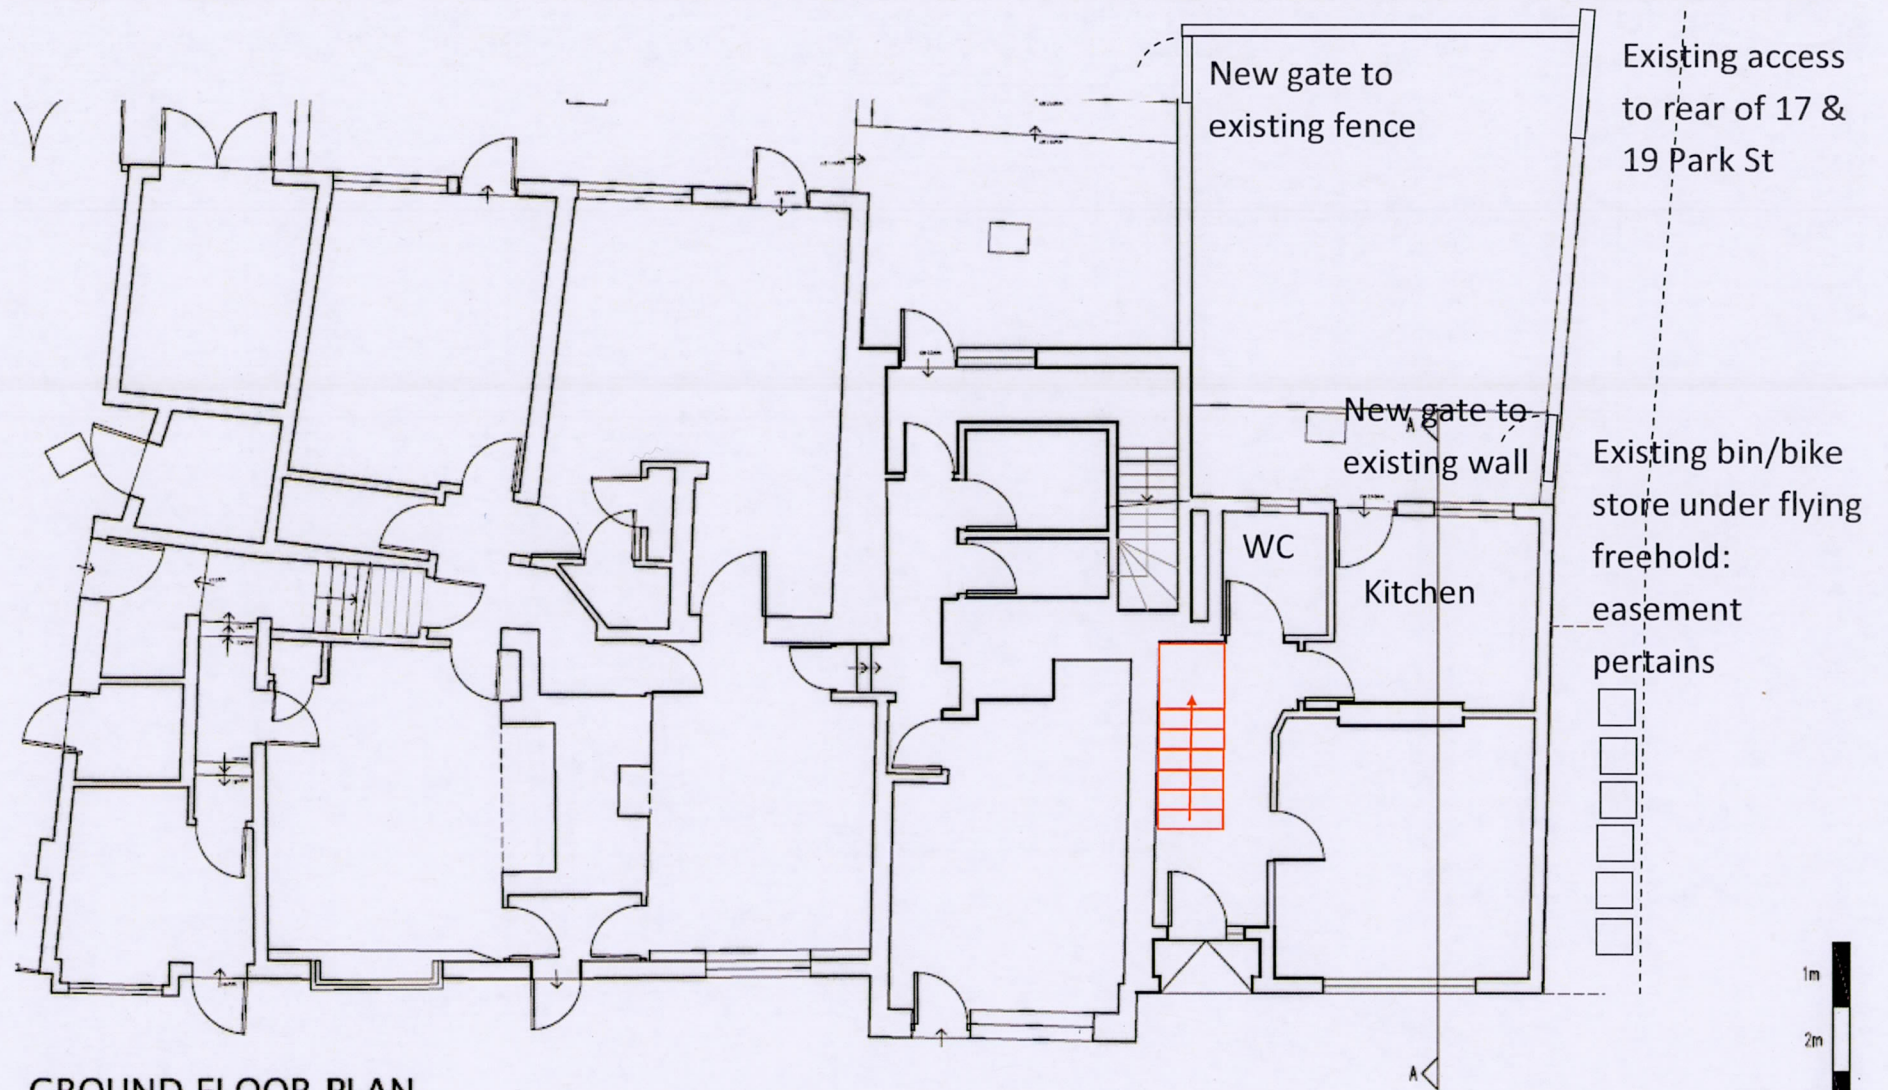 New gate to
existing fence
Existing access
to rear of 17 &
19 Park St
New gate to
existing wall
A
Existing bin/bike
store under flying
freehold:
easement
pertains
WC
Kitchen
1m
2m
A
GROUND FLOOR PLAN